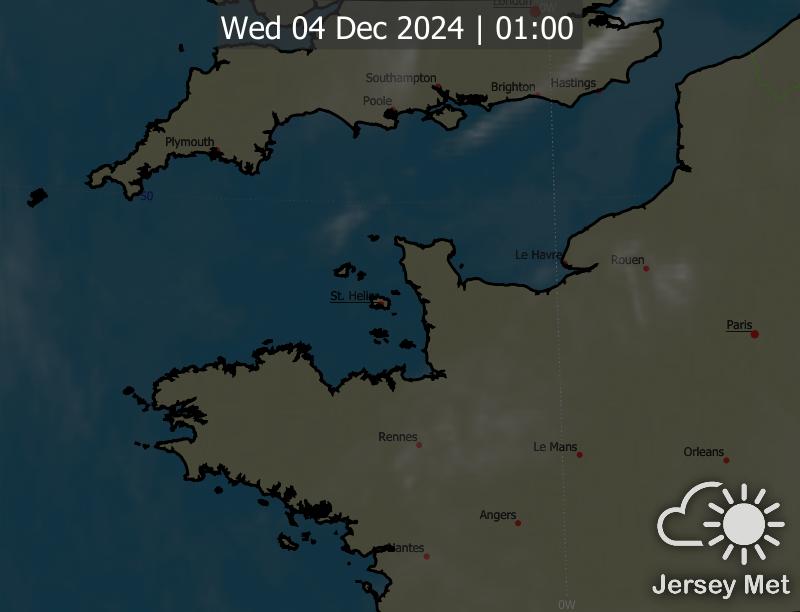 London
0W
Wed 04 Dec 2024 | 01:00
Southampton
Brighton
Hastings
Poole
Plymouth
50
Le Havre
Rouen
St. Helier
Paris
Rennes
Le Mans
Orleans
Angers
Nantes
0W
Jersey Met